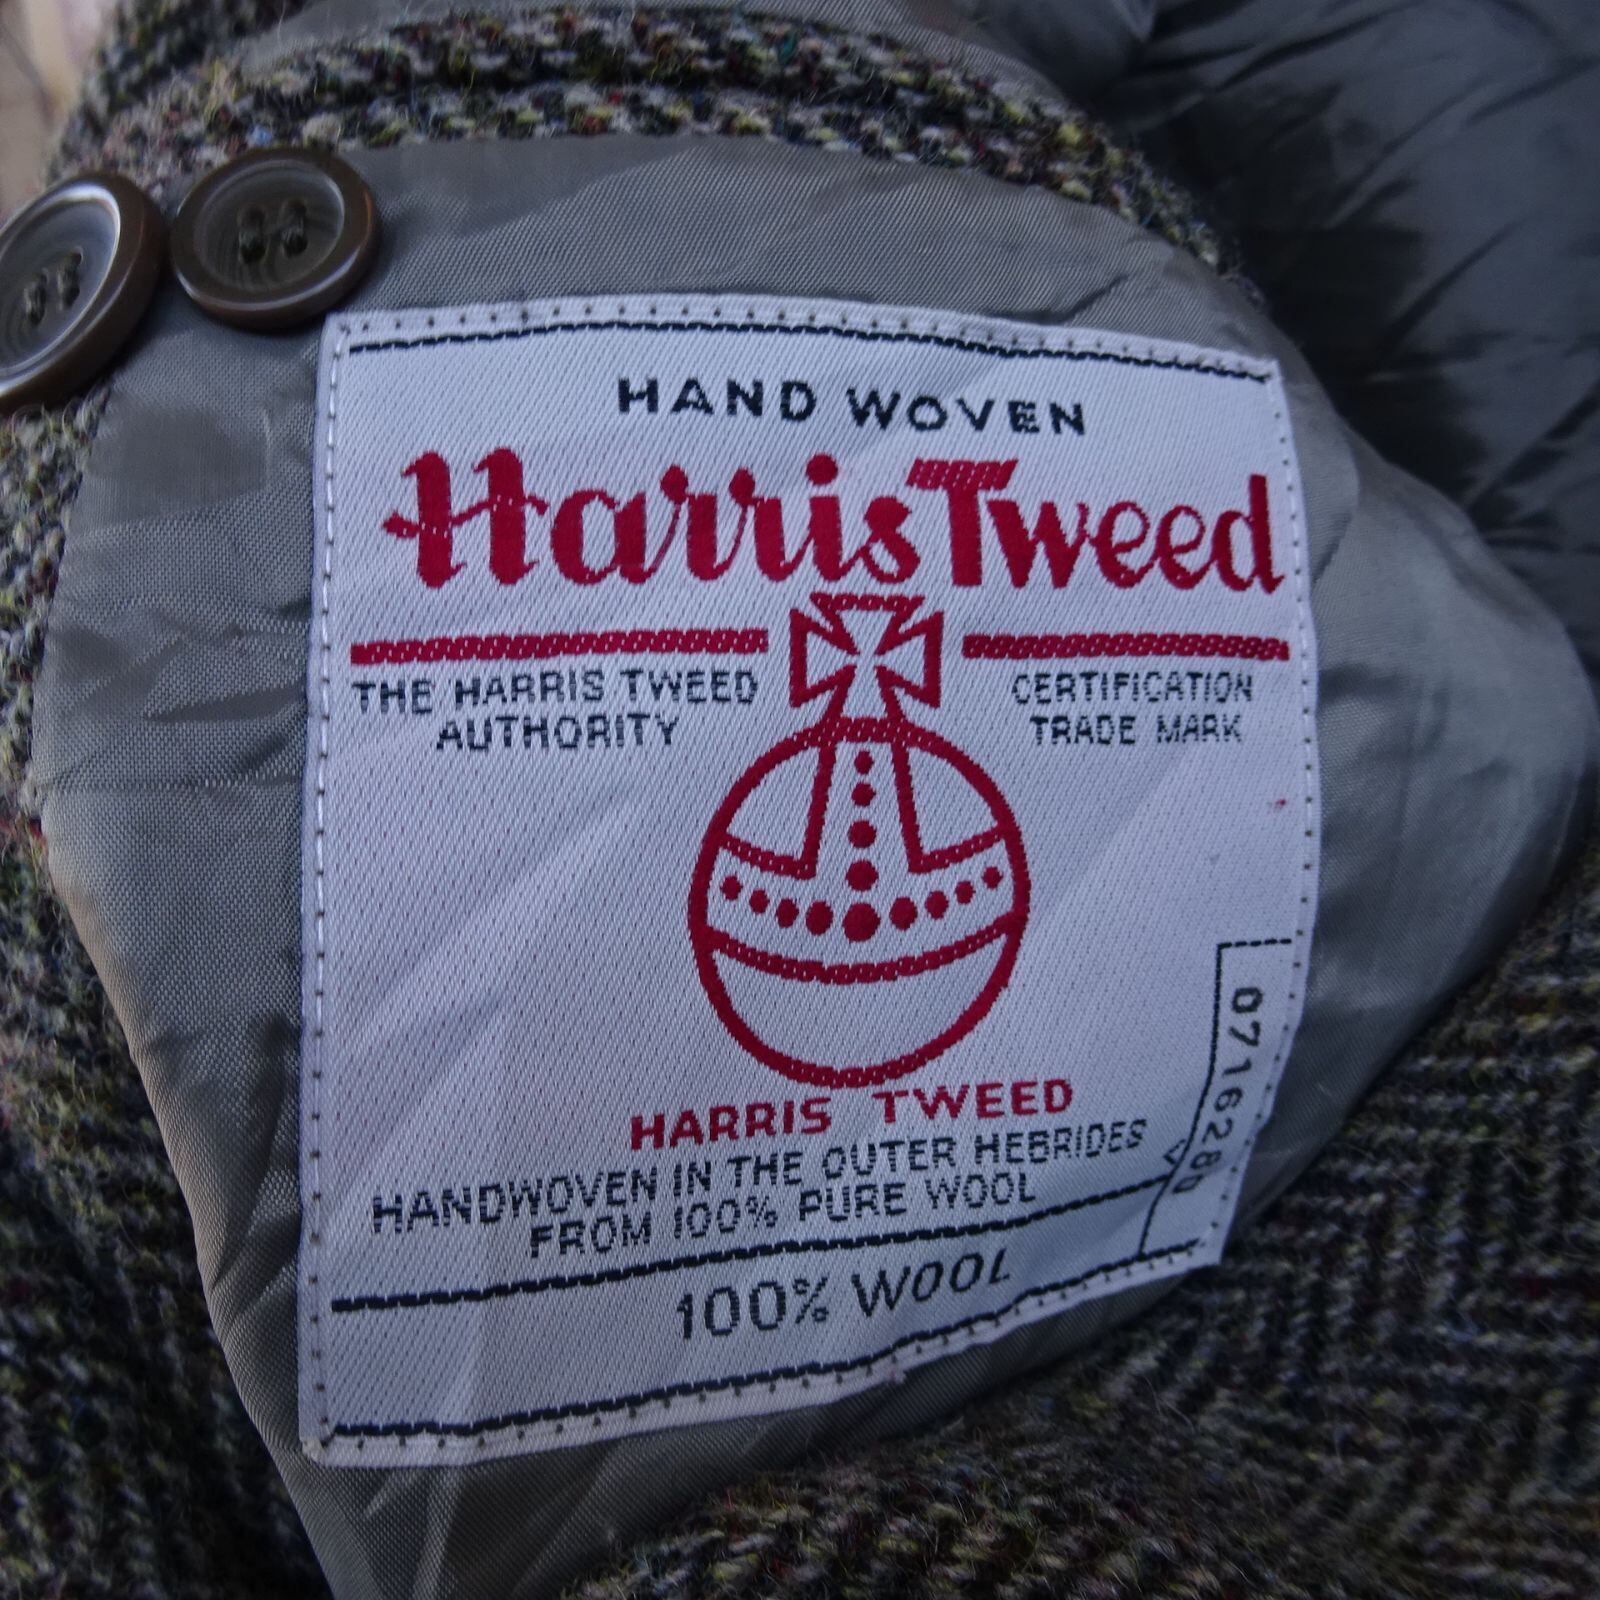 HAND WOVEN
Harris Tweed
THE HARRIS TWEED
AUTHORITY
CERTIFICATION
TRADE MARK
HARRIS TWEED
HANDWOVEN IN THE OUTER HEBRIDES
FROM 100% PURE WOOL
100% WOOL